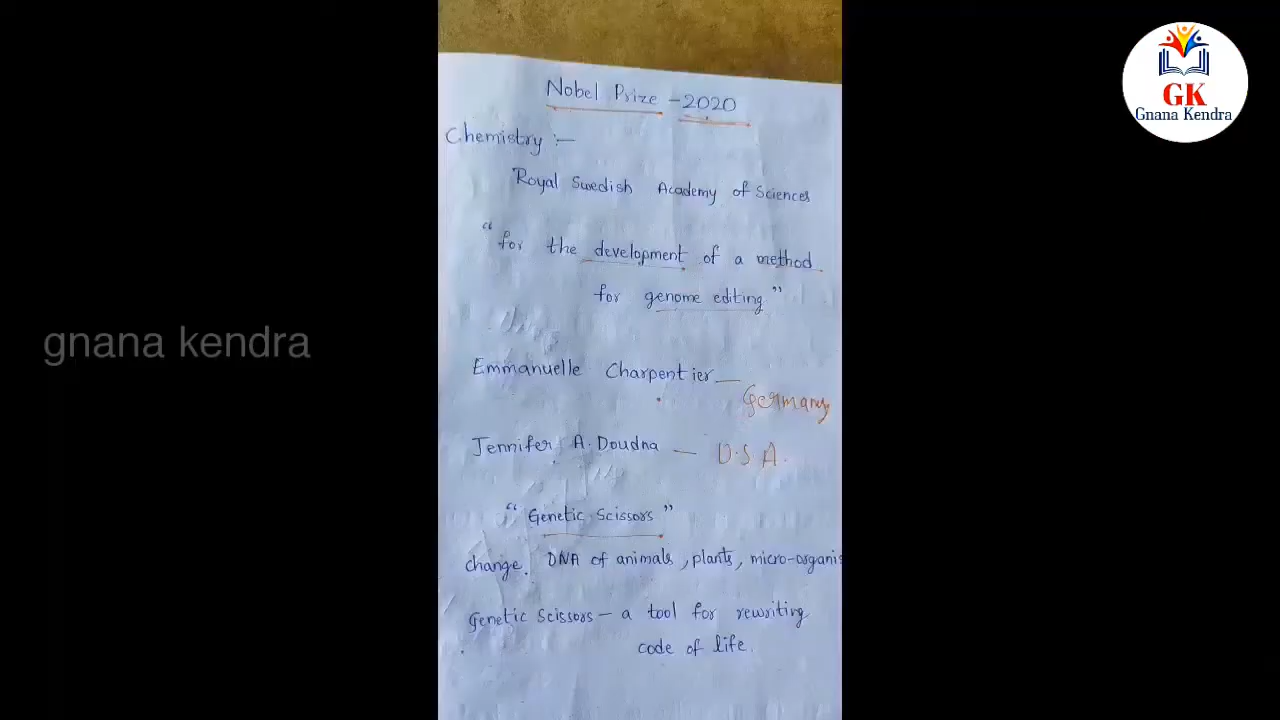 Nobel Prize - 2020
Chemistry :-
Royal Swedish Academy of Sciences
"for the development of a method
for genome editing"
Emmanuelle Charpentier —
Germany
Jennifer A. Doudna — U.S.A.
"Genetic Scissors"
change. DNA of animals, plants, micro-organis
Genetic Scissors — a tool for rewriting
code of life.
gnana kendra
GK
Gnana Kendra